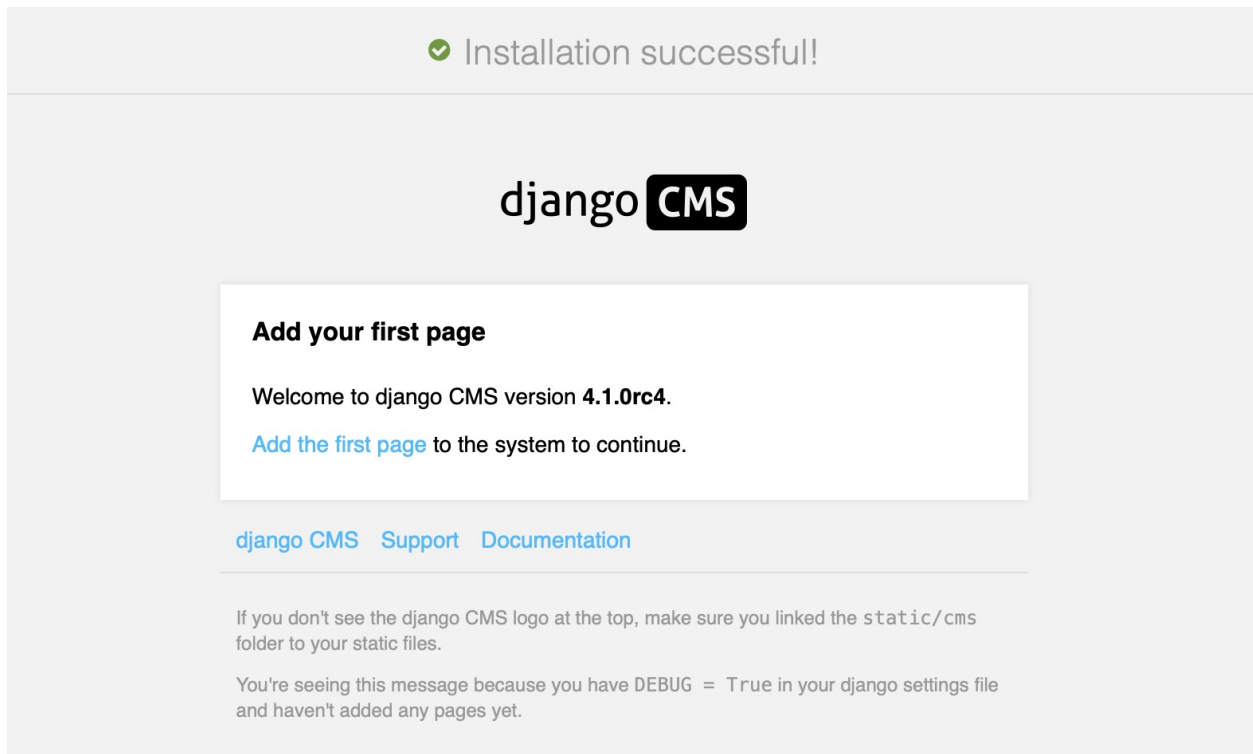 Installation successful!
django CMS
Add your first page
Welcome to django CMS version 4.1.0rc4.
Add the first page to the system to continue.
django CMS Support Documentation
If you don't see the django CMS logo at the top, make sure you linked the static/cms
folder to your static files.
You're seeing this message because you have DEBUG = True in your django settings file
and haven't added any pages yet.